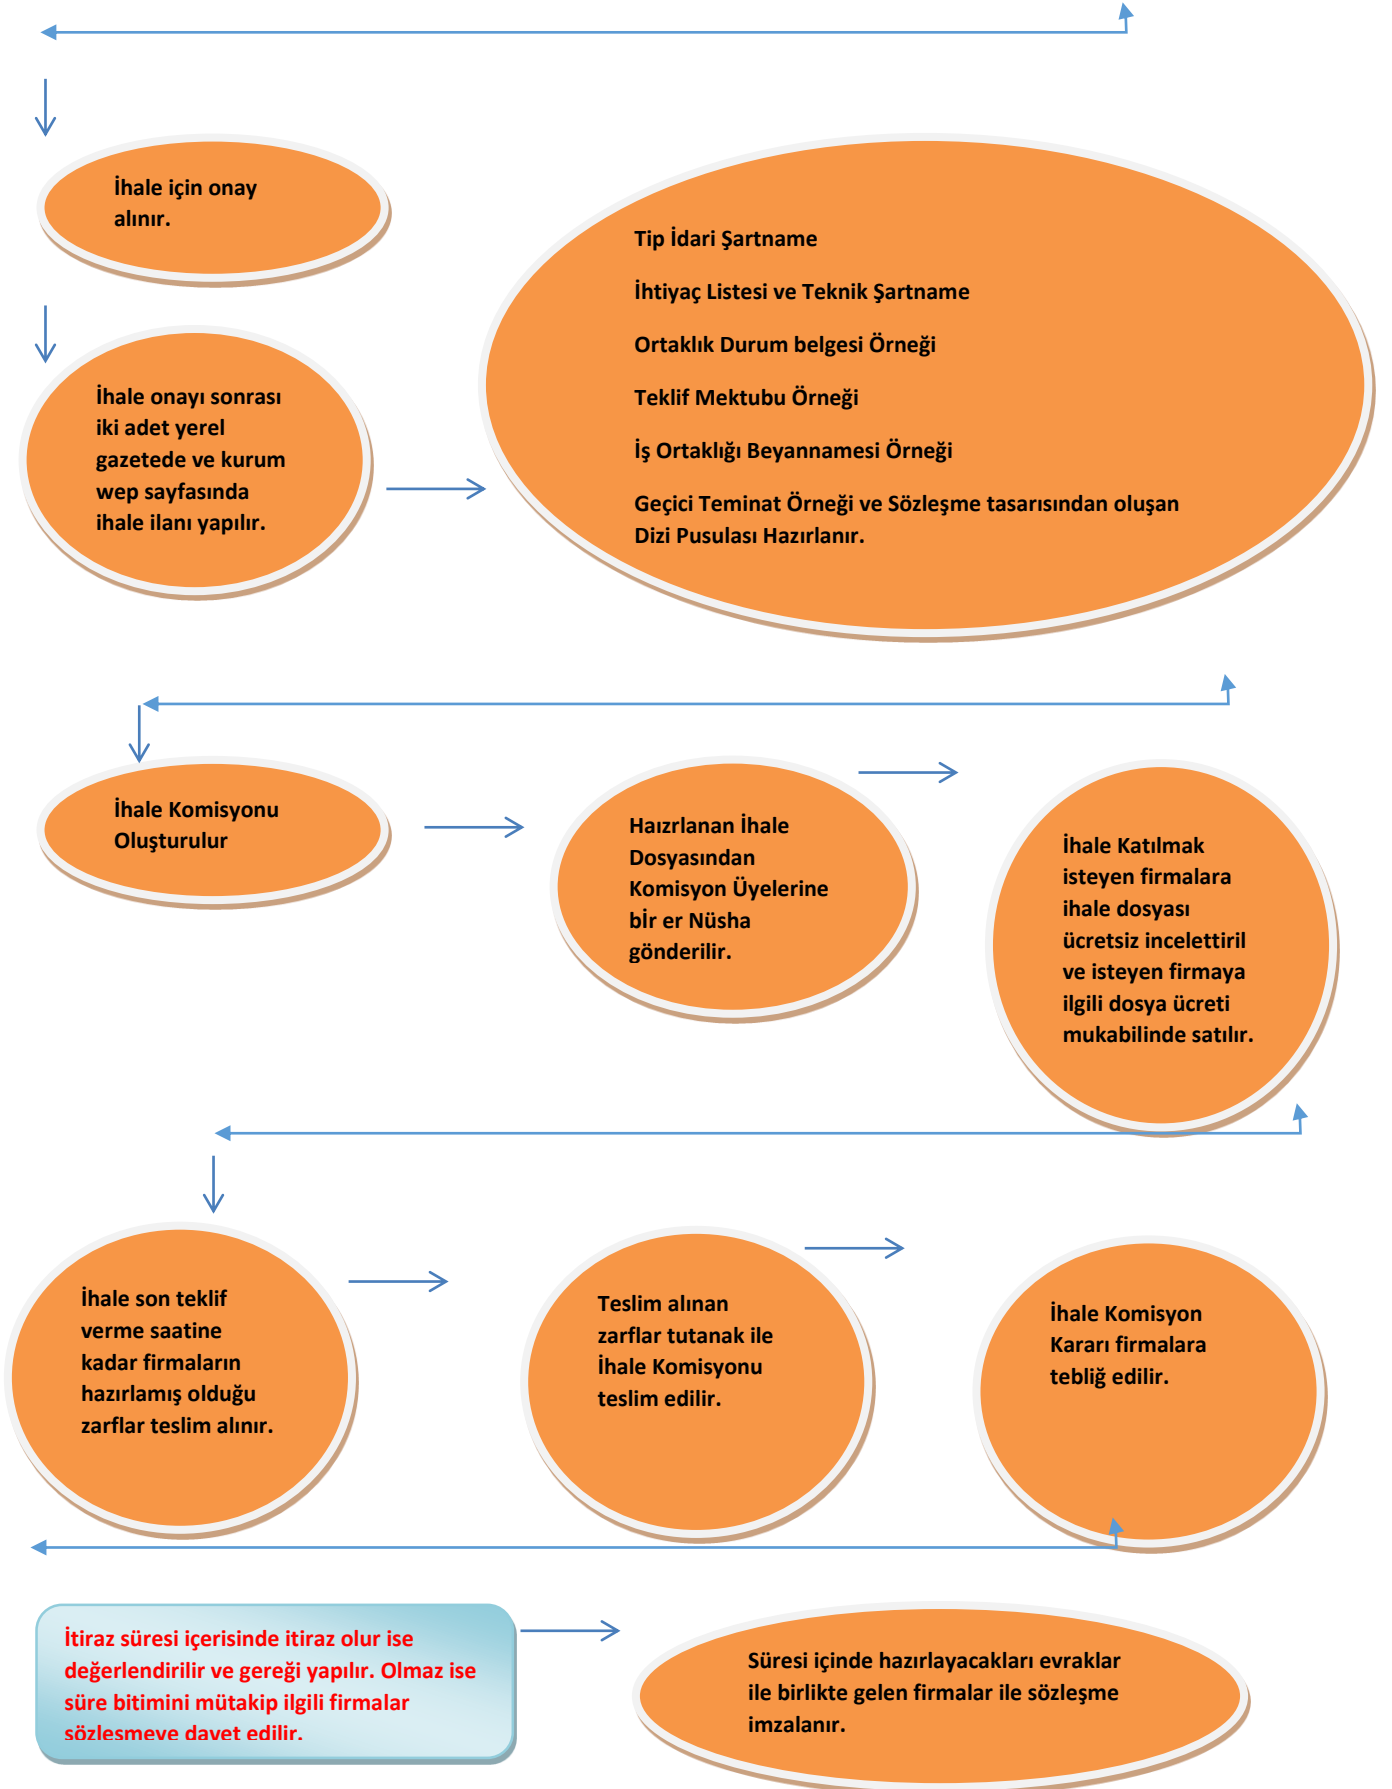 İhale için onay
alınır.
Tip İdari Şartname
İhtiyaç Listesi ve Teknik Şartname
Ortaklık Durum belgesi Örneği
Teklif Mektubu Örneği
İş Ortaklığı Beyannamesi Örneği
Geçici Teminat Örneği ve Sözleşme tasarısından oluşan
Dizi Pusulası Hazırlanır.
İhale onayı sonrası
iki adet yerel
gazetede ve kurum
wep sayfasında
ihale ilanı yapılır.
İhale Komisyonu
Oluşturulur
Haızrlanan İhale
Dosyasından
Komisyon Üyelerine
bİr er Nüsha
gönderilir.
İhale Katılmak
isteyen firmalara
ihale dosyası
ücretsiz incelettiril
ve isteyen firmaya
ilgili dosya ücreti
mukabilinde satılır.
İhale son teklif
verme saatine
kadar firmaların
hazırlamış olduğu
zarflar teslim alınır.
Teslim alınan
zarflar tutanak ile
İhale Komisyonu
teslim edilir.
İhale Komisyon
Kararı firmalara
tebliğ edilir.
İtiraz süresi içerisinde itiraz olur ise
değerlendirilir ve gereği yapılır. Olmaz ise
süre bitimini mütakip ilgili firmalar
sözleşmeye davet edilir.
Süresi içinde hazırlayacakları evraklar
ile birlikte gelen firmalar ile sözleşme
imzalanır.